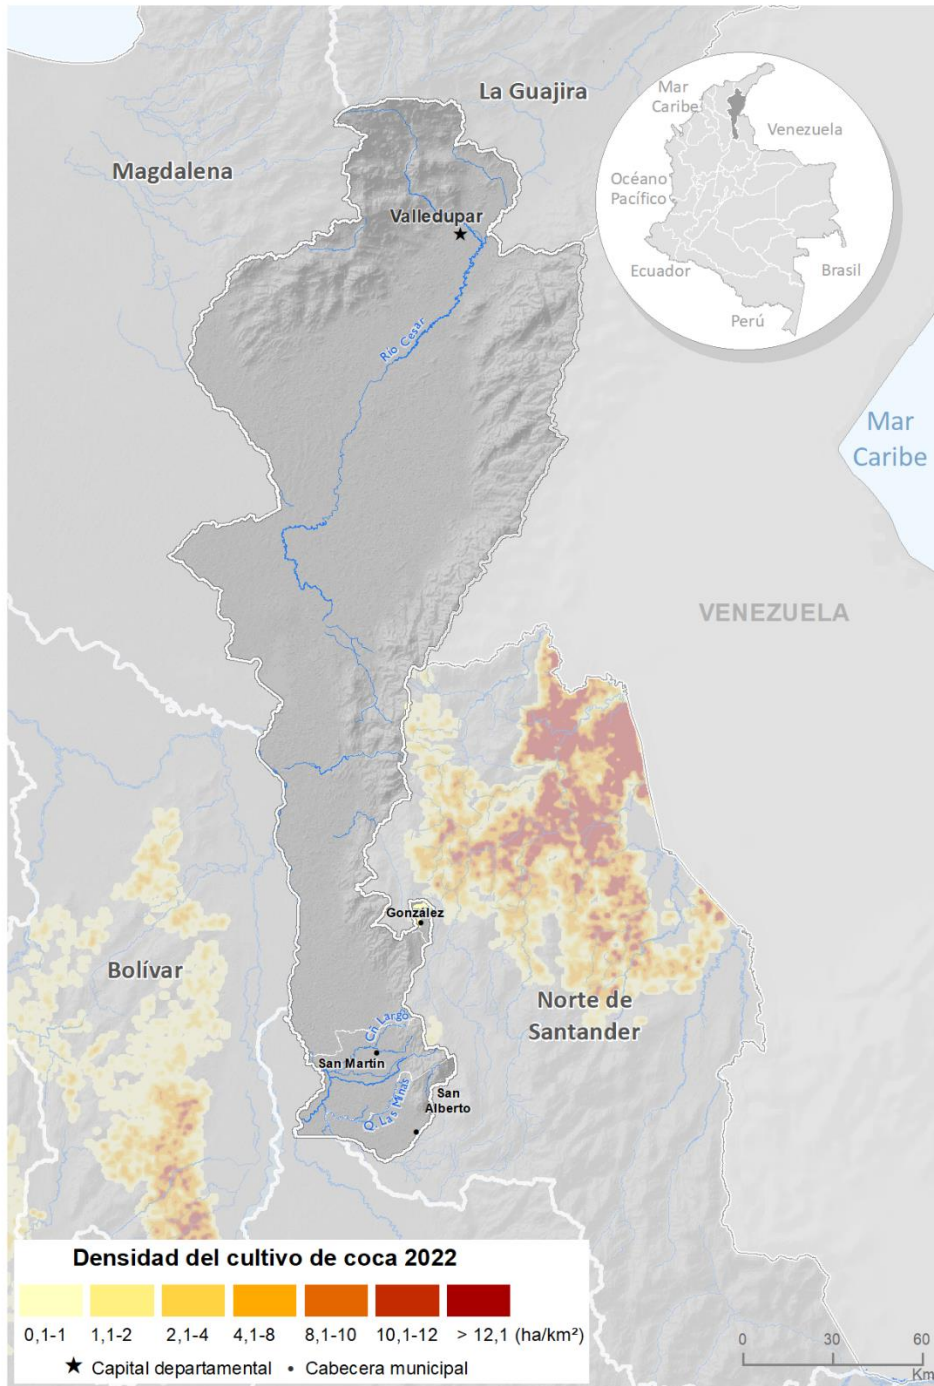 La Guajira
Magdalena
Valledupar
Río Cesar
Mar
Caribe
Venezuela
Océano
Pacífico
Ecuador
Brasil
Perú
Mar
Caribe
VENEZUELA
González
Bolívar
Norte de
Santander
Cn Largo
San Martín
San
Alberto
Q. Las Minas
Densidad del cultivo de coca 2022
0,1-1 1,1-2 2,1-4 4,1-8 8,1-10 10,1-12 > 12,1 (ha/km²)
★ Capital departamental • Cabecera municipal
0 30 60
Km